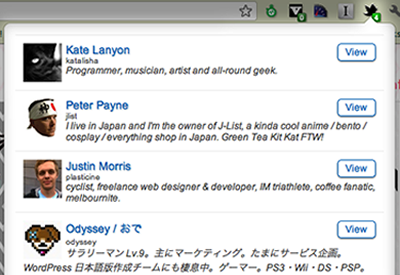 Kate Lanyon
View
katalisha
Programmer, musician, artist and all-round geek.
Peter Payne
View
jlist
I live in Japan and I'm the owner of J-List, a kinda cool anime / bento /
cosplay / everything shop in Japan. Green Tea Kit Kat FTW!
Justin Morris
View
plasticine
cyclist, freelance web designer & developer, IM triathlete, coffee fanatic,
melbournite.
Odyssey / おで
View
odyssey
サラリーマン Lv.9。主にマーケティング。たまにサービス企画。
WordPress 日本語版作成チームにも棲息中。ゲーマー。PS3・Wii・DS・PSP。